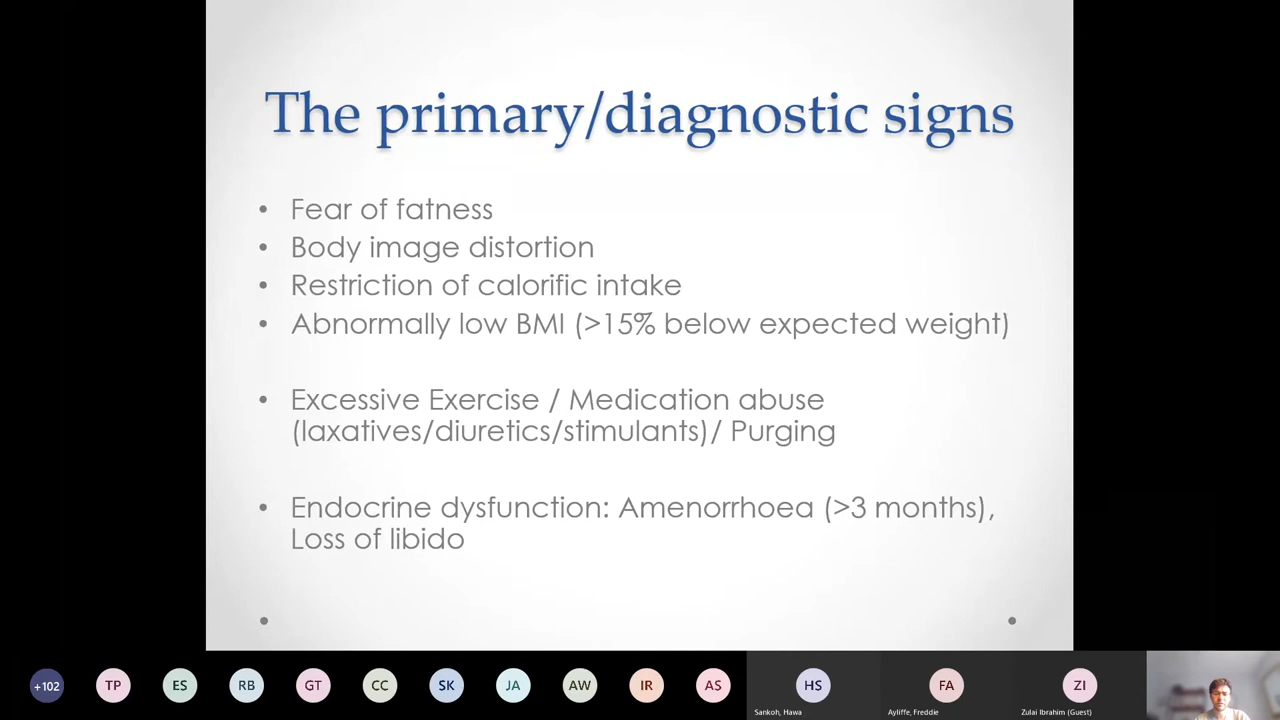 The primary/diagnostic signs
• Fear of fatness
• Body image distortion
• Restriction of calorific intake
• Abnormally low BMI (>15% below expected weight)
• Excessive Exercise / Medication abuse
(laxatives/diuretics/stimulants)/ Purging
• Endocrine dysfunction: Amenorrhoea (>3 months),
Loss of libido
+102 TP ES RB GT CC SK JA AW IR AS HS FA ZI
Sankoh, Hawa Ayliffe, Freddie Zulai Ibrahim (Guest)